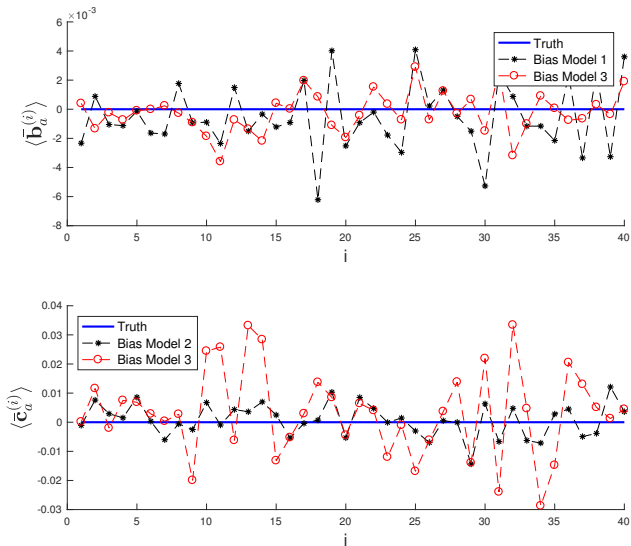 ×10⁻³
6
4
2
0
-2
-4
-6
-8
0 5 10 15 20 25 30 35 40
i
⟨b̄ₐ⁽ⁱ⁾⟩
Truth
Bias Model 1
Bias Model 3
0.04
0.03
0.02
0.01
0
-0.01
-0.02
-0.03
0 5 10 15 20 25 30 35 40
i
⟨c̄ₐ⁽ⁱ⁾⟩
Truth
Bias Model 2
Bias Model 3